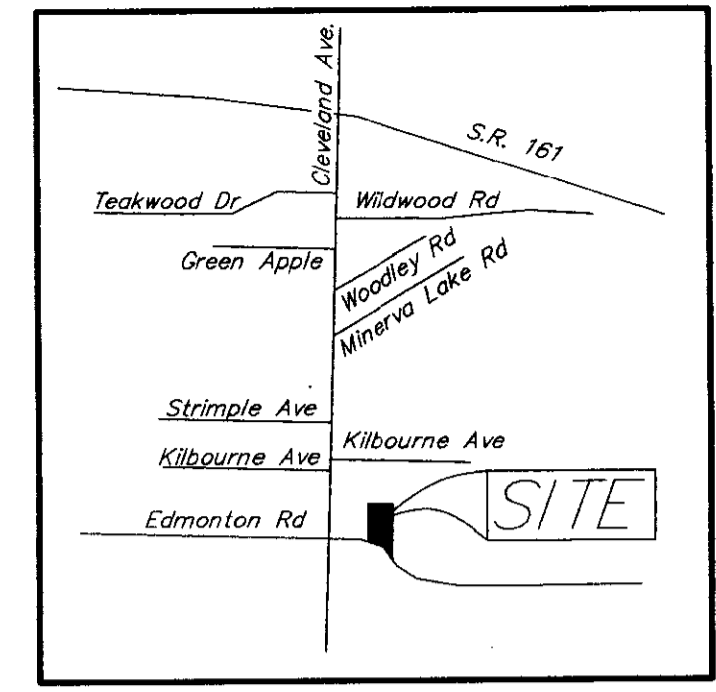 Cleveland Ave.
S.R. 161
Teakwood Dr
Wildwood Rd
Green Apple
Woodley Rd
Minerva Lake Rd
Strimple Ave
Kilbourne Ave
Kilbourne Ave
SITE
Edmonton Rd